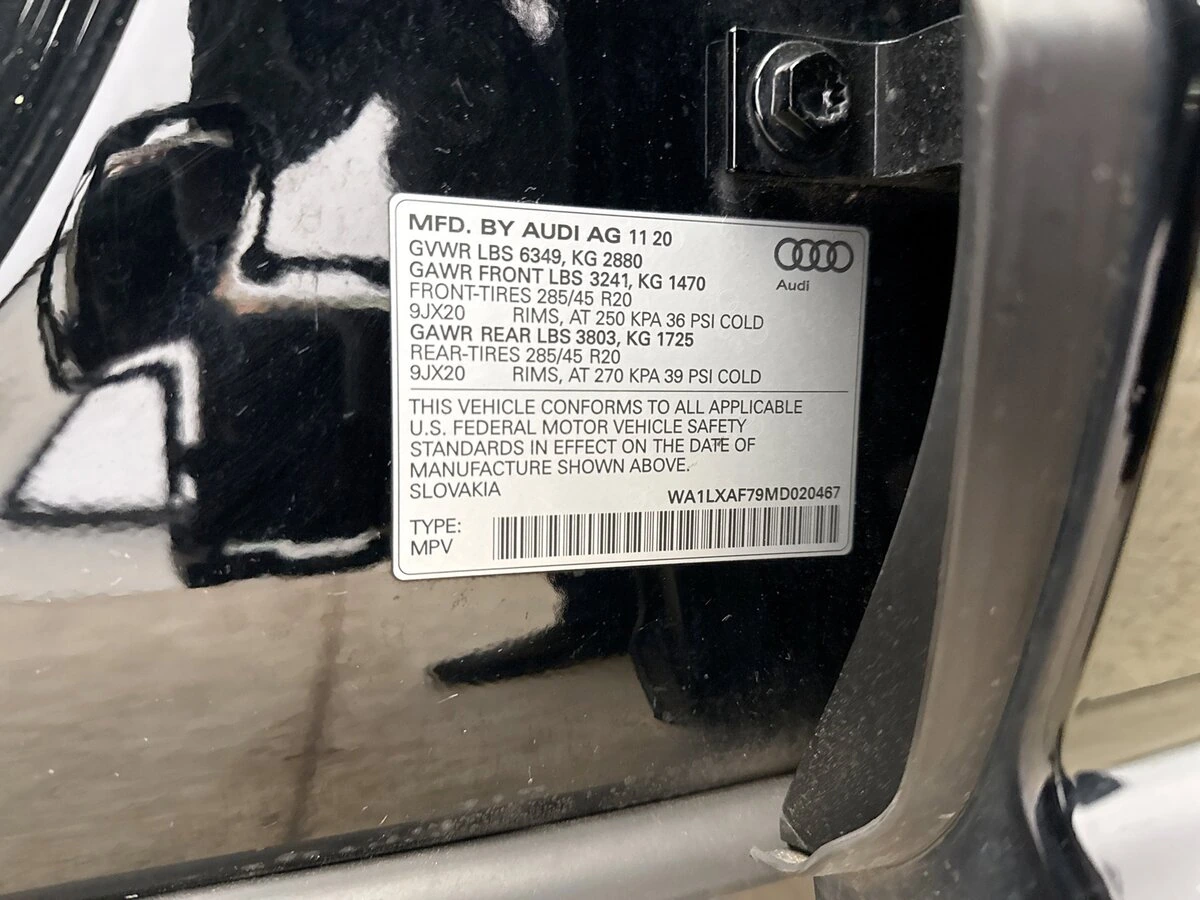 MFD. BY AUDI AG 11 20
GVWR LBS 6349, KG 2880
GAWR FRONT LBS 3241, KG 1470
FRONT-TIRES 285/45 R20
9JX20 RIMS, AT 250 KPA 36 PSI COLD
GAWR REAR LBS 3803, KG 1725
REAR-TIRES 285/45 R20
9JX20 RIMS, AT 270 KPA 39 PSI COLD
Audi
THIS VEHICLE CONFORMS TO ALL APPLICABLE
U.S. FEDERAL MOTOR VEHICLE SAFETY
STANDARDS IN EFFECT ON THE DATE OF
MANUFACTURE SHOWN ABOVE.
SLOVAKIA
WA1LXAF79MD020467
TYPE:
MPV